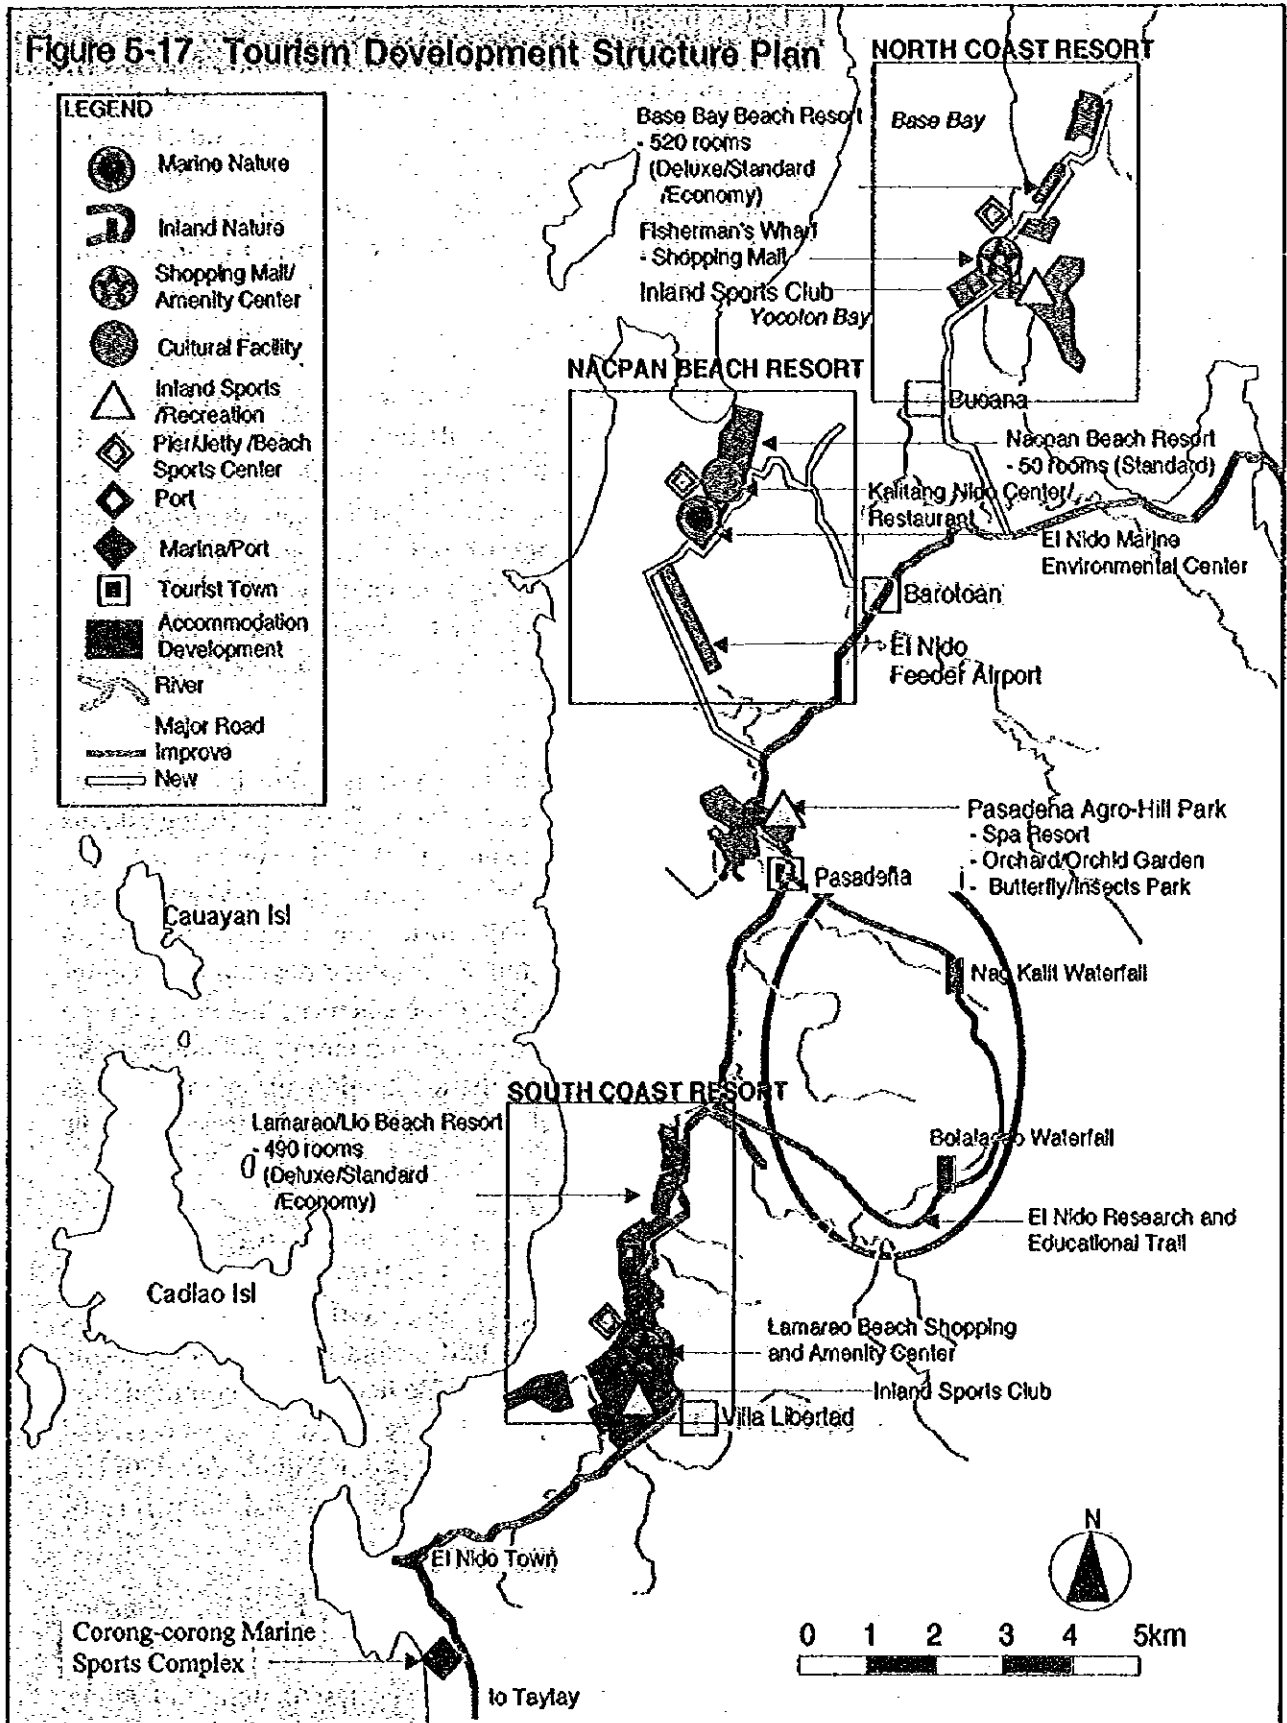 Figure 5-17 Tourism Development Structure Plan
LEGEND
Marine Nature
Inland Nature
Shopping Mall/
Amenity Center
Cultural Facility
Inland Sports
/Recreation
Pier/Jetty /Beach
Sports Center
Port
Marina/Port
Tourist Town
Accommodation
Development
River
Major Road
Improve
New
NORTH COAST RESORT
Base Bay
Base Bay Beach Resort
- 520 rooms
(Deluxe/Standard
/Economy)
Fisherman's Wharf
- Shopping Mall
Inland Sports Club
Yocolon Bay
NACPAN BEACH RESORT
Bucana
Nacpan Beach Resort
- 50 rooms (Standard)
Kalitang Nido Center/
Restaurant
El Nido Marine
Environmental Center
Barotoan
El Nido
Feeder Airport
Pasadena Agro-Hill Park
- Spa Resort
- Orchard/Orchid Garden
- Butterfly/Insects Park
Pasadeña
Cauayan Isl
Nag Kalit Waterfall
SOUTH COAST RESORT
Lamarao/Lio Beach Resort
- 490 rooms
(Deluxe/Standard
/Economy)
Waterfall
El Nido Research and
Educational Trail
Cadlao Isl
Lamarao Beach Shopping
and Amenity Center
Inland Sports Club
Villa Libertad
El Nido Town
N
Corong-corong Marine
Sports Complex
0 1 2 3 4 5km
to Taytay